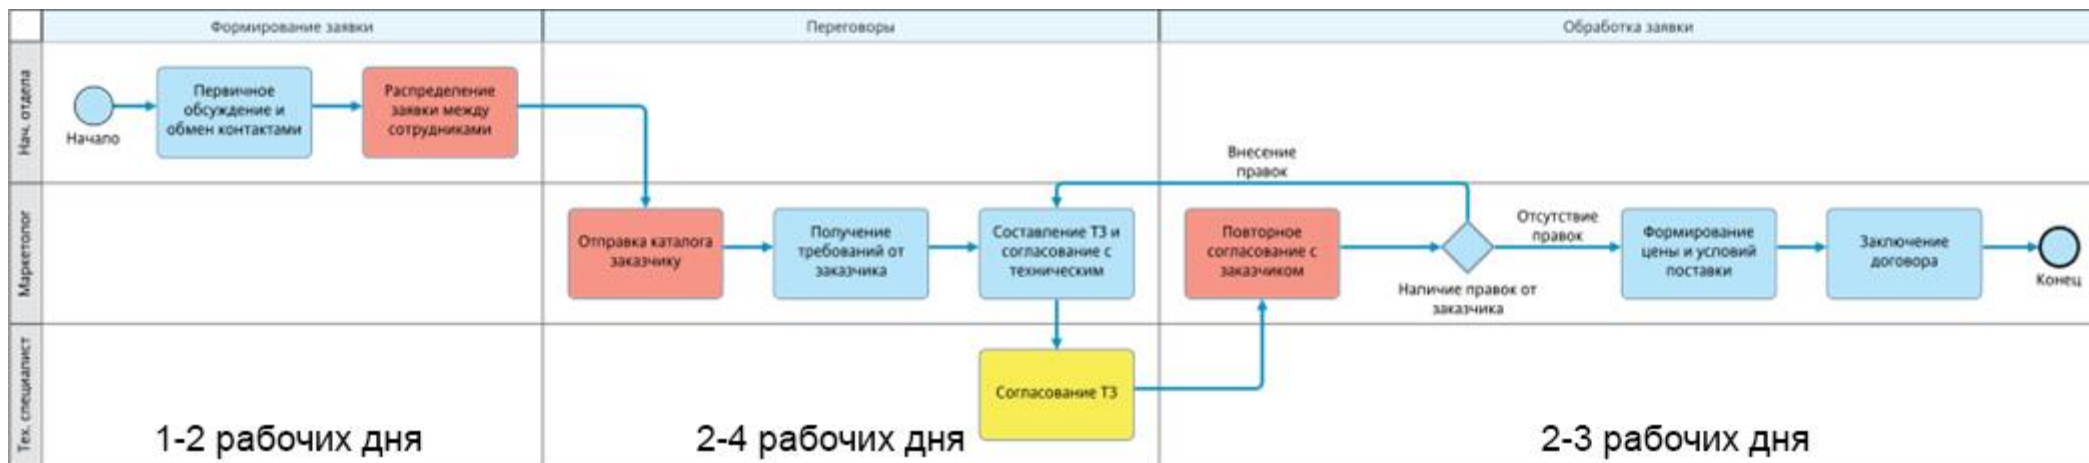 Формирование заявки
Переговоры
Обработка заявки
Нач. отдела
Начало
Первичное
обсуждение и
обмен контактами
Распределение
заявки между
сотрудниками
Внесение
правок
Маркетолог
Отправка каталога
заказчику
Получение
требований от
заказчика
Составление ТЗ и
согласование с
техническим
Повторное
согласование с
заказчиком
Наличие правок от
заказчика
Отсутствие
правок
Формирование
цены и условий
поставки
Заключение
договора
Конец
Тех. специалист
Согласование ТЗ
1-2 рабочих дня
2-4 рабочих дня
2-3 рабочих дня